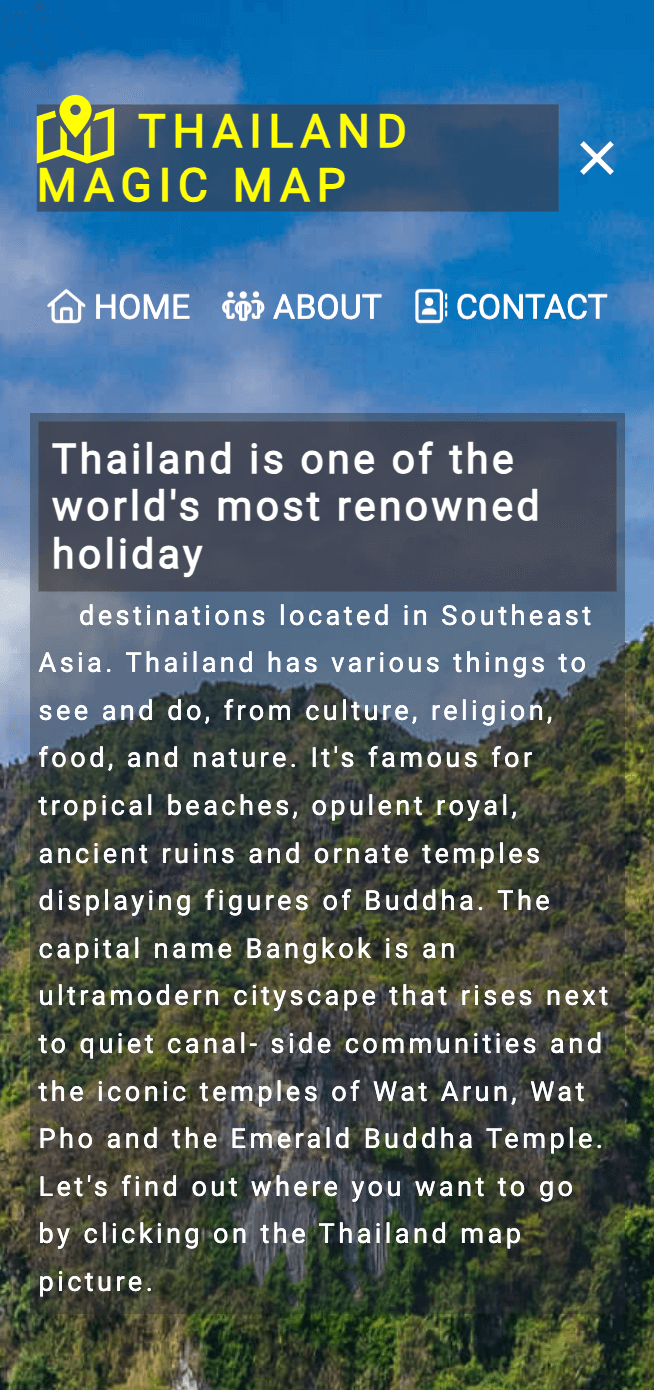 THAILAND
MAGIC MAP
HOME ABOUT CONTACT
Thailand is one of the
world's most renowned
holiday
destinations located in Southeast
Asia. Thailand has various things to
see and do, from culture, religion,
food, and nature. It's famous for
tropical beaches, opulent royal,
ancient ruins and ornate temples
displaying figures of Buddha. The
capital name Bangkok is an
ultramodern cityscape that rises next
to quiet canal- side communities and
the iconic temples of Wat Arun, Wat
Pho and the Emerald Buddha Temple.
Let's find out where you want to go
by clicking on the Thailand map
picture.